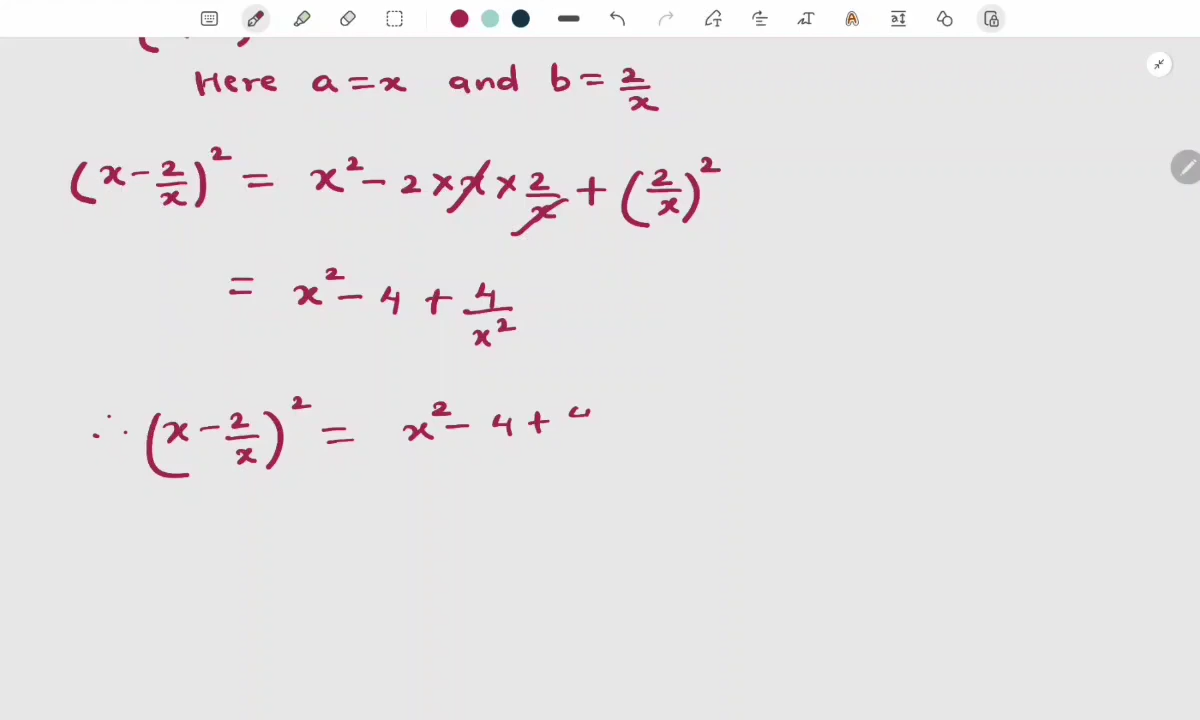 Here a = x and b = 2/x
(x - 2/x)² = x² - 2 × x × 2/x + (2/x)²
= x² - 4 + 4/x²
∴ (x - 2/x)² = x² - 4 +